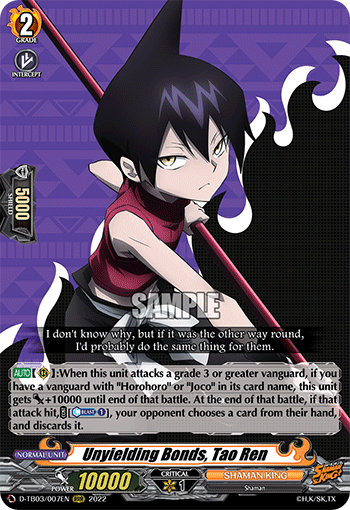 2
GRADE
INTERCEPT
5000
SHIELD
SAMPLE
I don't know why, but if it was the other way round,
I'd probably do the same thing for them.
AUTO :When this unit attacks a grade 3 or greater vanguard, if you
have a vanguard with "Horohoro" or "Joco" in its card name, this unit
gets +10000 until end of that battle. At the end of that battle, if that
attack hit, BLAST 1, your opponent chooses a card from their hand,
and discards it.
NORMAL UNIT
Unyielding Bonds, Tao Ren
POWER 10000
CRITICAL
1
SHAMAN KING
Shaman
SHAMAN KING
D-TB03/007EN RRR 2022
©H,K/SK,TX